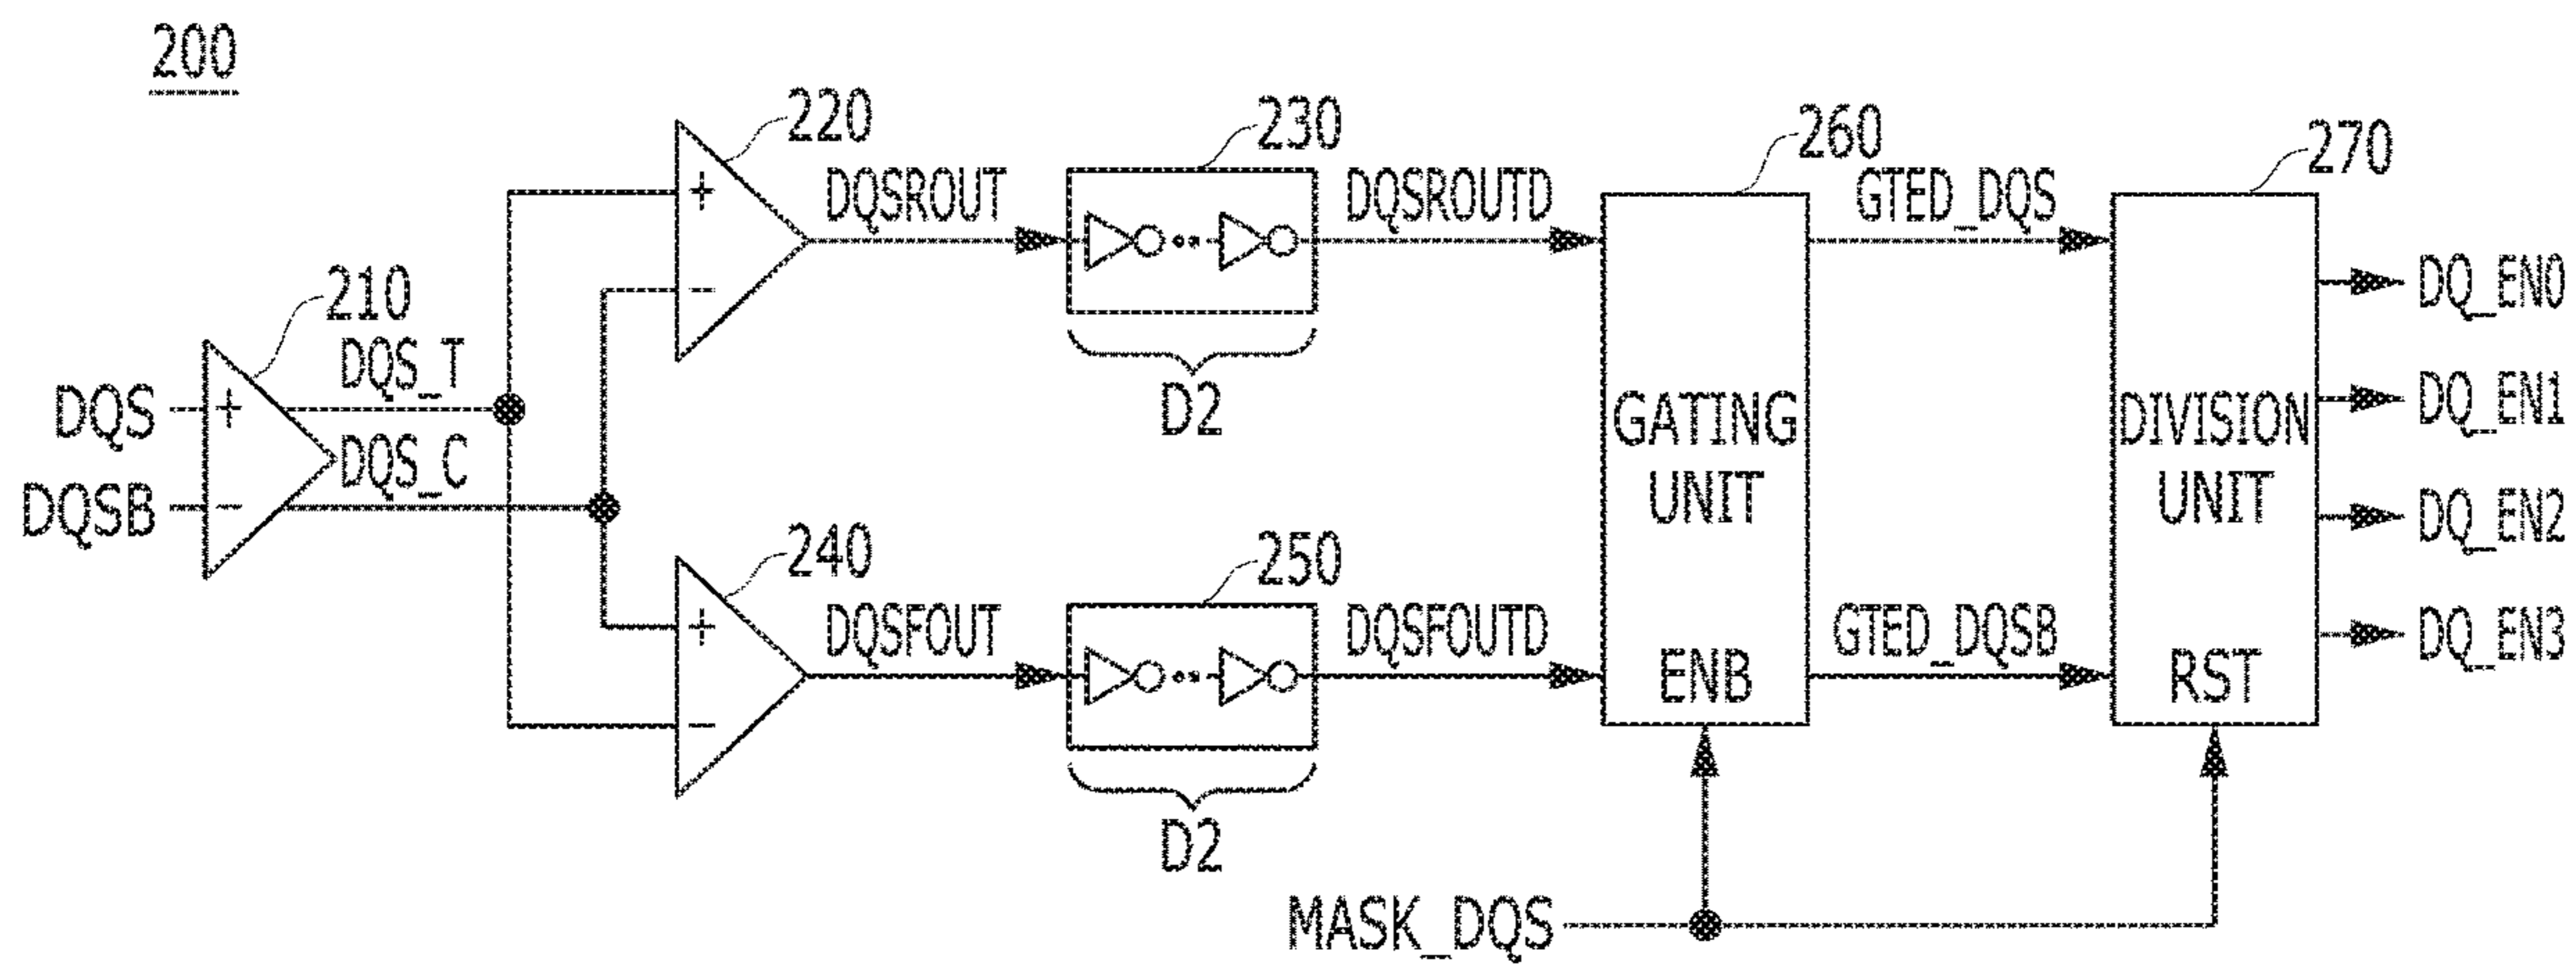 200
220
230
260
270
DQSROUT
DQSROUTD
GTED_DQS
+
-
210
DQS_T
DQS
+
DQS_C
DQSB
-
D2
GATING
UNIT
DIVISION
UNIT
DQ_EN0
DQ_EN1
DQ_EN2
DQ_EN3
240
250
DQSFOUT
DQSFOUTD
GTED_DQSB
+
-
ENB
RST
D2
MASK_DQS